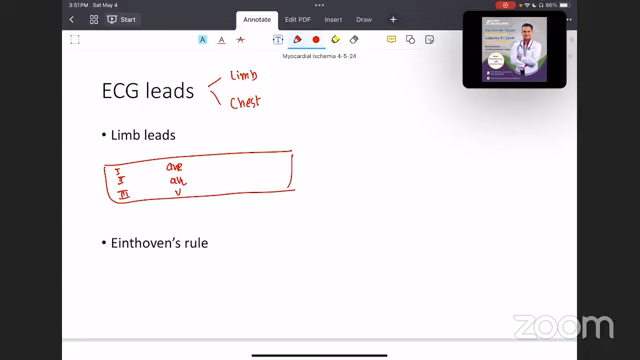 3:51 PM Sat May 4
86%
Start
Annotate
Edit PDF
Insert
Draw
Myocardial Ischemia 4-5-24
ECG leads
Limb
Chest
• Limb leads
I avR
II avL
III V
• Einthoven's rule
zoom